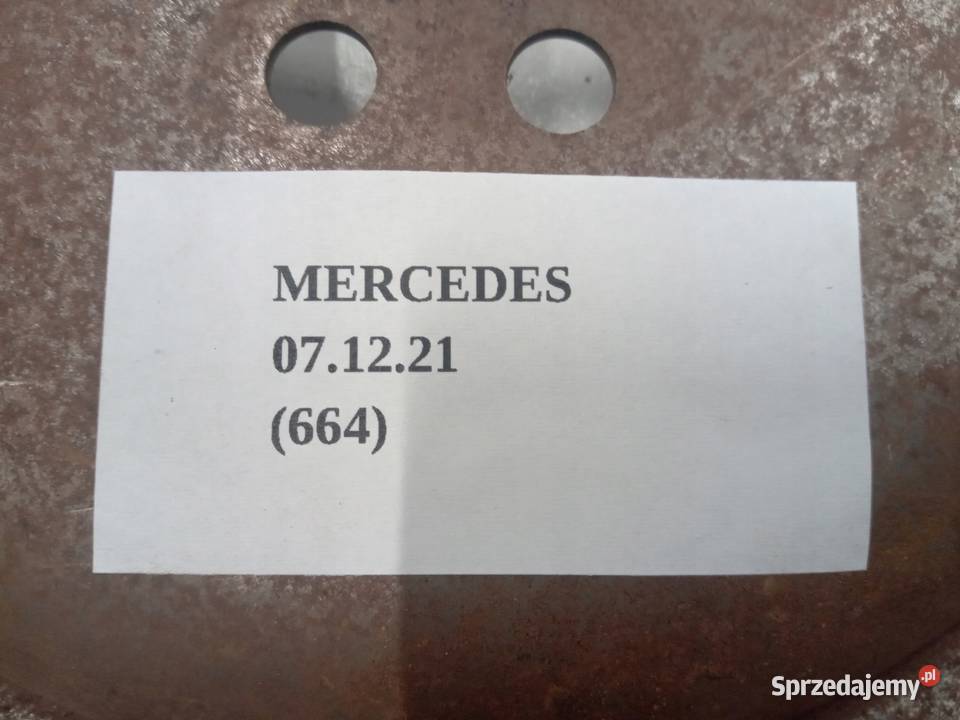 MERCEDES
07.12.21
(664)
Sprzedajemy.pl